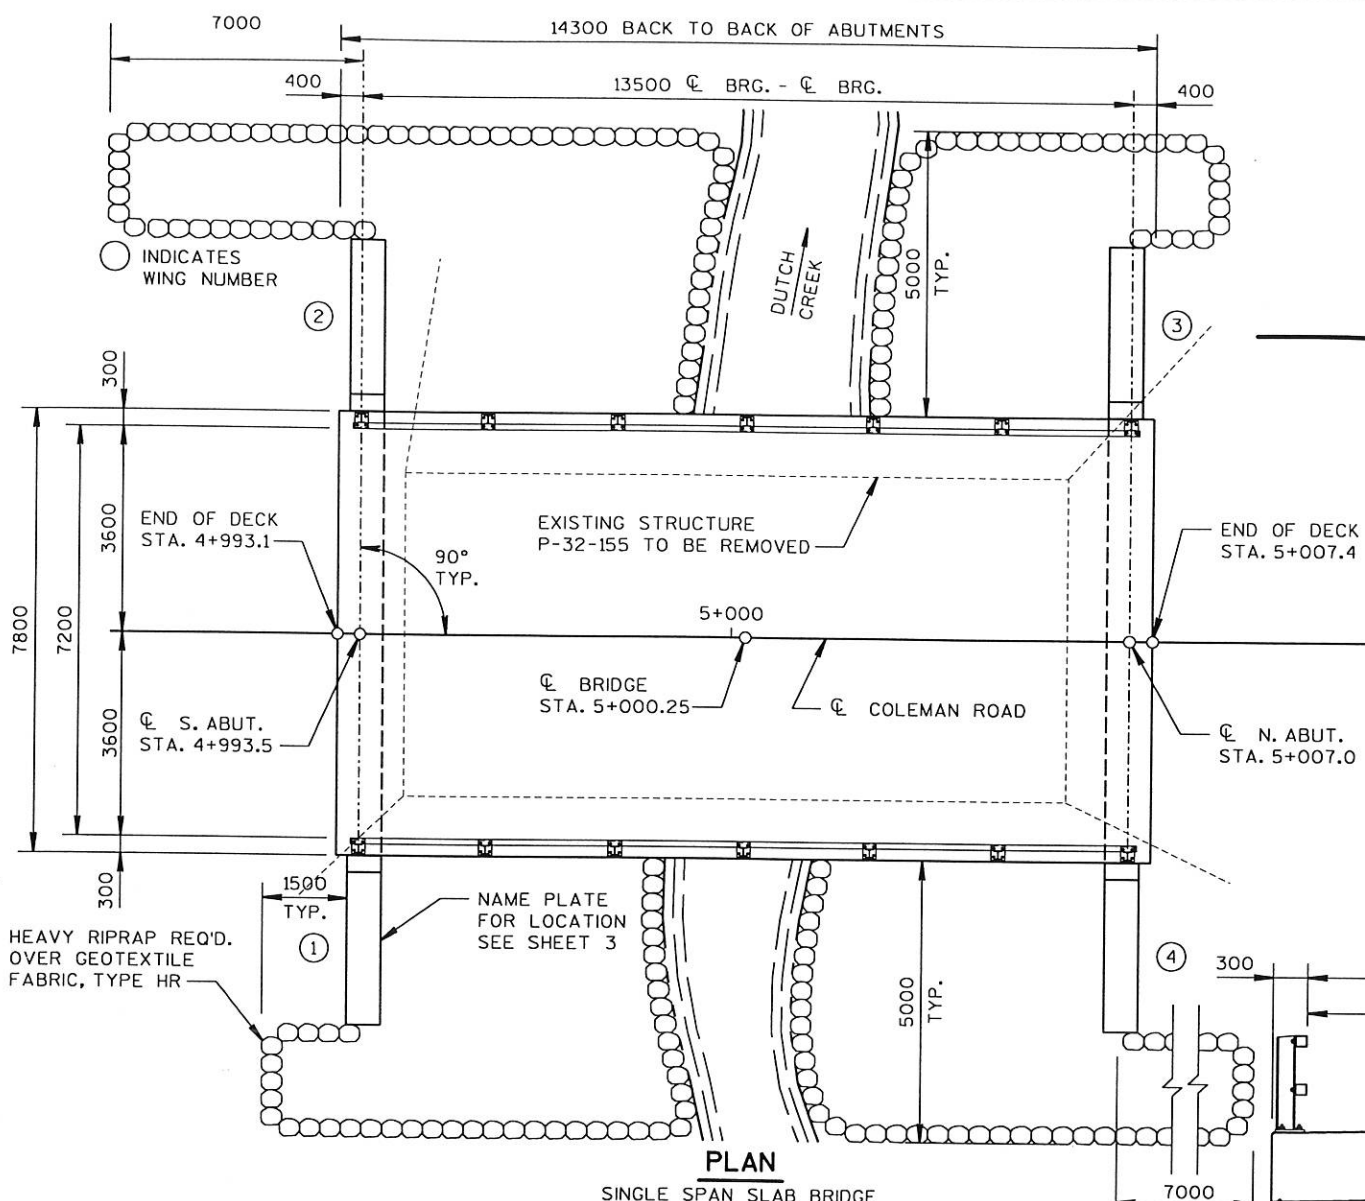 7000
14300 BACK TO BACK OF ABUTMENTS
400
13500 ℄ BRG. - ℄ BRG.
400
INDICATES
WING NUMBER
DUTCH
CREEK
5000
TYP.
2
3
300
3600
7800
7200
3600
300
END OF DECK
STA. 4+993.1
90°
TYP.
EXISTING STRUCTURE
P-32-155 TO BE REMOVED
END OF DECK
STA. 5+007.4
5+000
℄ BRIDGE
STA. 5+000.25
℄ COLEMAN ROAD
℄ S. ABUT.
STA. 4+993.5
℄ N. ABUT.
STA. 5+007.0
1500
TYP.
1
NAME PLATE
FOR LOCATION
SEE SHEET 3
HEAVY RIPRAP REQ'D.
OVER GEOTEXTILE
FABRIC, TYPE HR
5000
TYP.
4
300
7000
PLAN
SINGLE SPAN SLAB BRIDGE